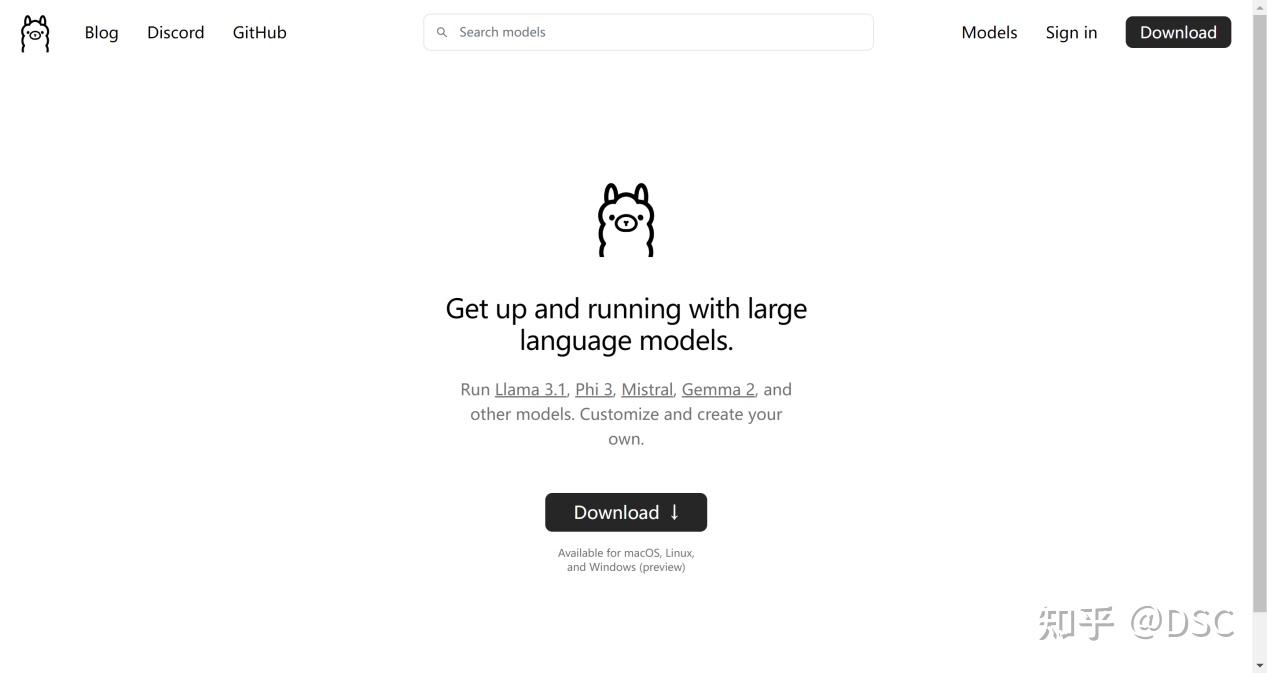 Blog Discord GitHub Search models Models Sign in Download
Get up and running with large
language models.
Run Llama 3.1, Phi 3, Mistral, Gemma 2, and
other models. Customize and create your
own.
Download ↓
Available for macOS, Linux,
and Windows (preview)
知乎 @DSC